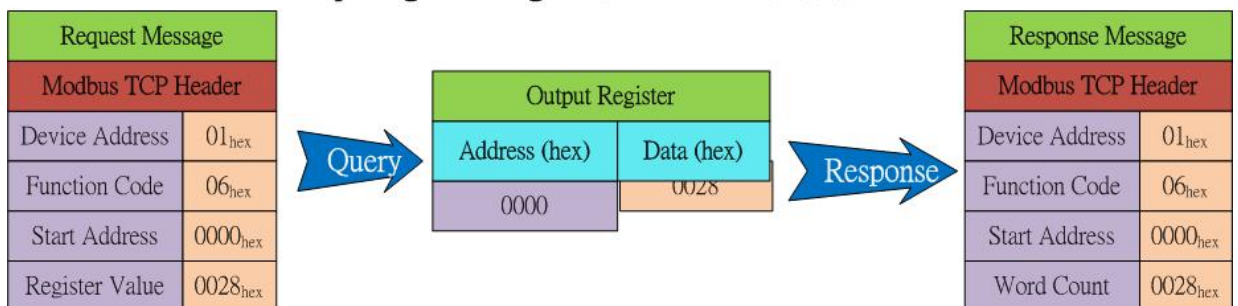 Request Message
Modbus TCP Header
Device Address 01hex
Function Code 06hex
Start Address 0000hex
Register Value 0028hex
Query
Output Register
Address (hex) Data (hex)
0000 0028
Response
Response Message
Modbus TCP Header
Device Address 01hex
Function Code 06hex
Start Address 0000hex
Word Count 0028hex